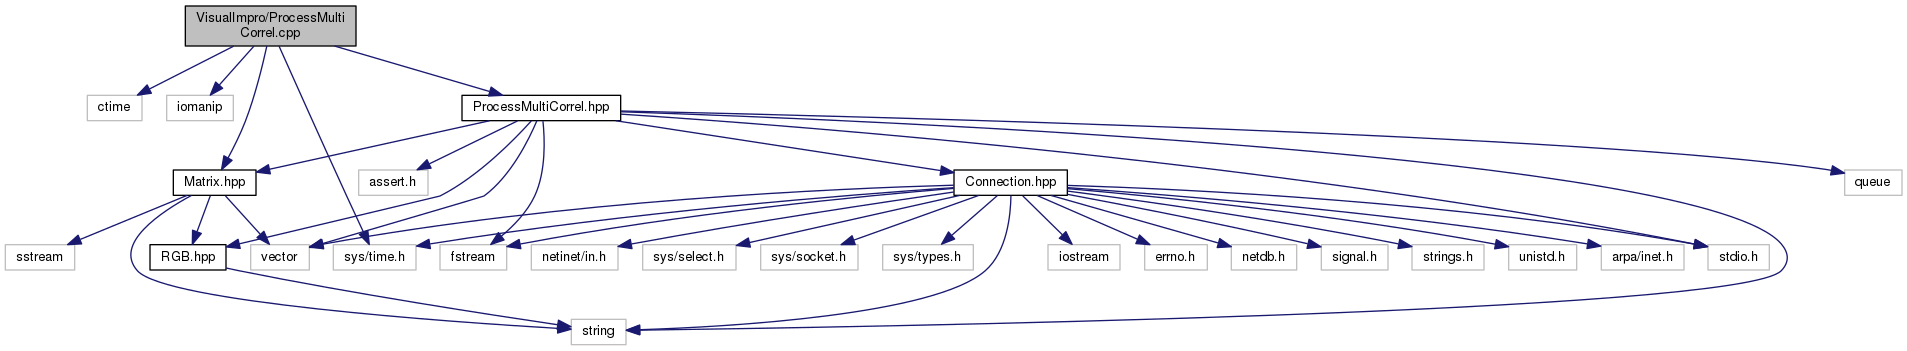 VisualImpro/ProcessMulti
Correl.cpp
ctime
iomanip
ProcessMultiCorrel.hpp
Matrix.hpp
assert.h
Connection.hpp
queue
sstream
RGB.hpp
vector
sys/time.h
fstream
netinet/in.h
sys/select.h
sys/socket.h
sys/types.h
iostream
errno.h
netdb.h
signal.h
strings.h
unistd.h
arpa/inet.h
stdio.h
string